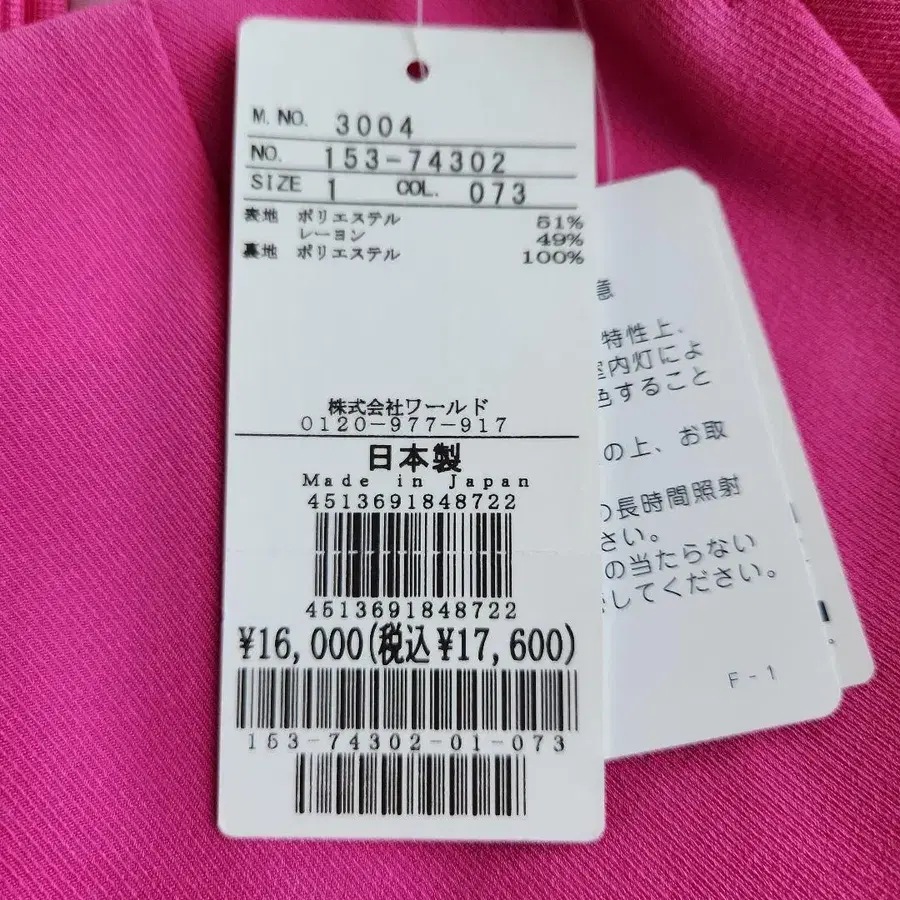 M. NO. 3004
NO. 153-74302
SIZE 1 COL. 073
表地 ポリエステル 51%
レーヨン 49%
裏地 ポリエステル 100%
株式会社ワールド
0120-977-917
日本製
Made in Japan
4513691848722
4513691848722
¥16,000(税込¥17,600)
153-74302-01-073
意
特性上、
室内灯によ
色すること
の上、お取
の長時間照射
さい。
の当たらない
してください。
F-1